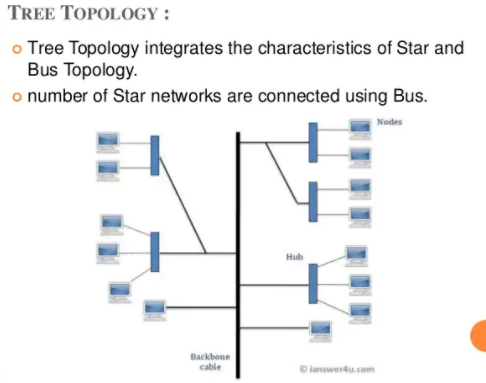 TREE TOPOLOGY :
Tree Topology integrates the characteristics of Star and
Bus Topology.
number of Star networks are connected using Bus.
Nodes
Hub
Backbone
cable
© ianswer4u.com